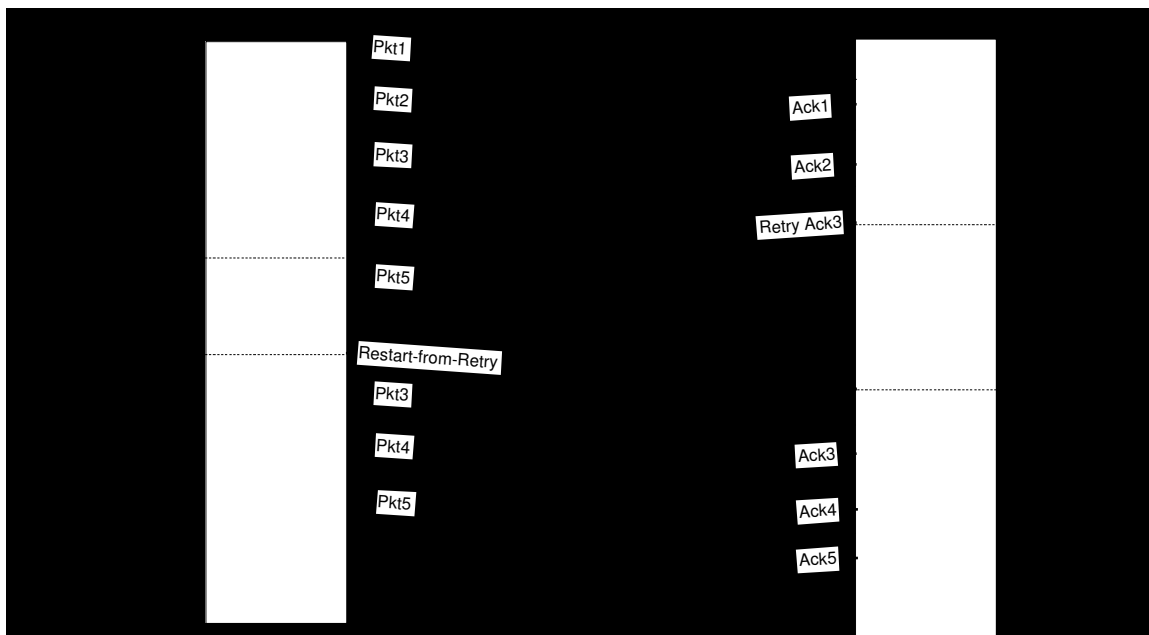 Pkt1
Pkt2
Pkt3
Pkt4
Pkt5
Restart-from-Retry
Pkt3
Pkt4
Pkt5
Ack1
Ack2
Retry Ack3
Ack3
Ack4
Ack5